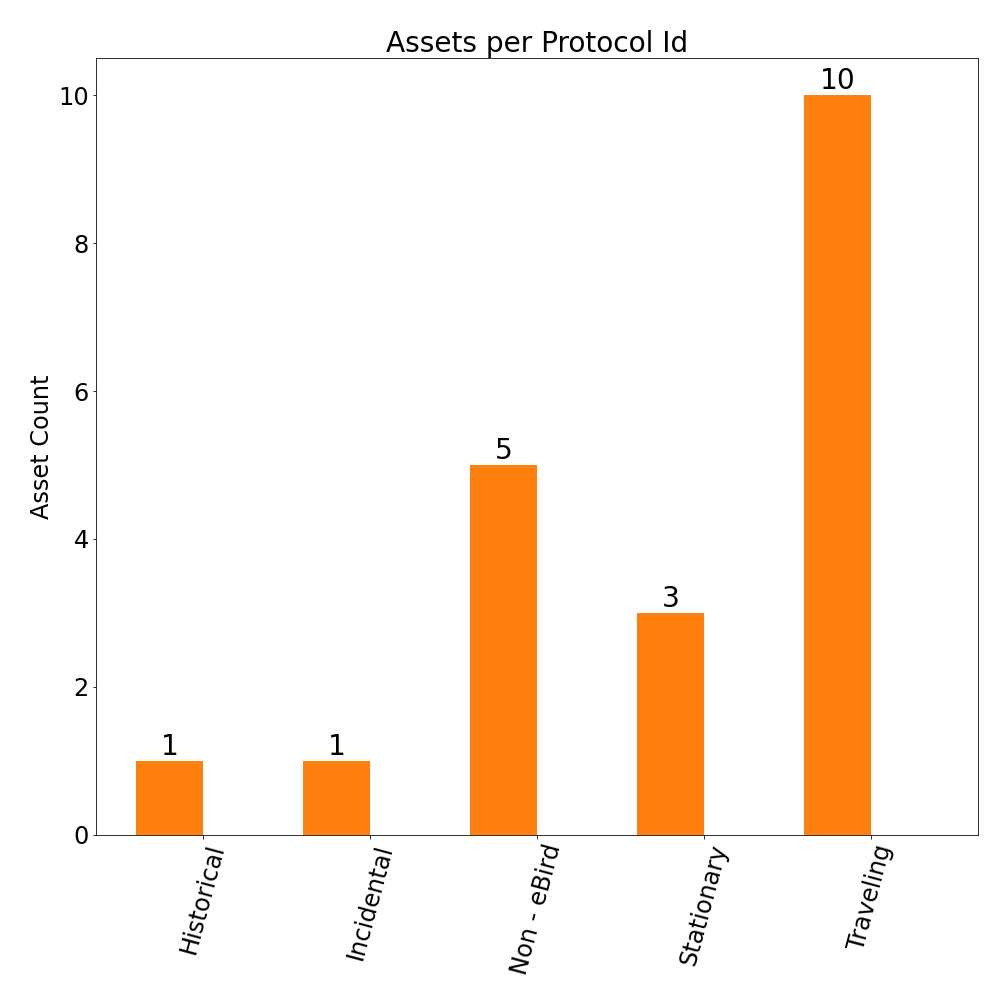 Assets per Protocol Id
Asset Count
10
8
6
4
2
0
1
1
5
3
10
Historical
Incidental
Non - eBird
Stationary
Traveling